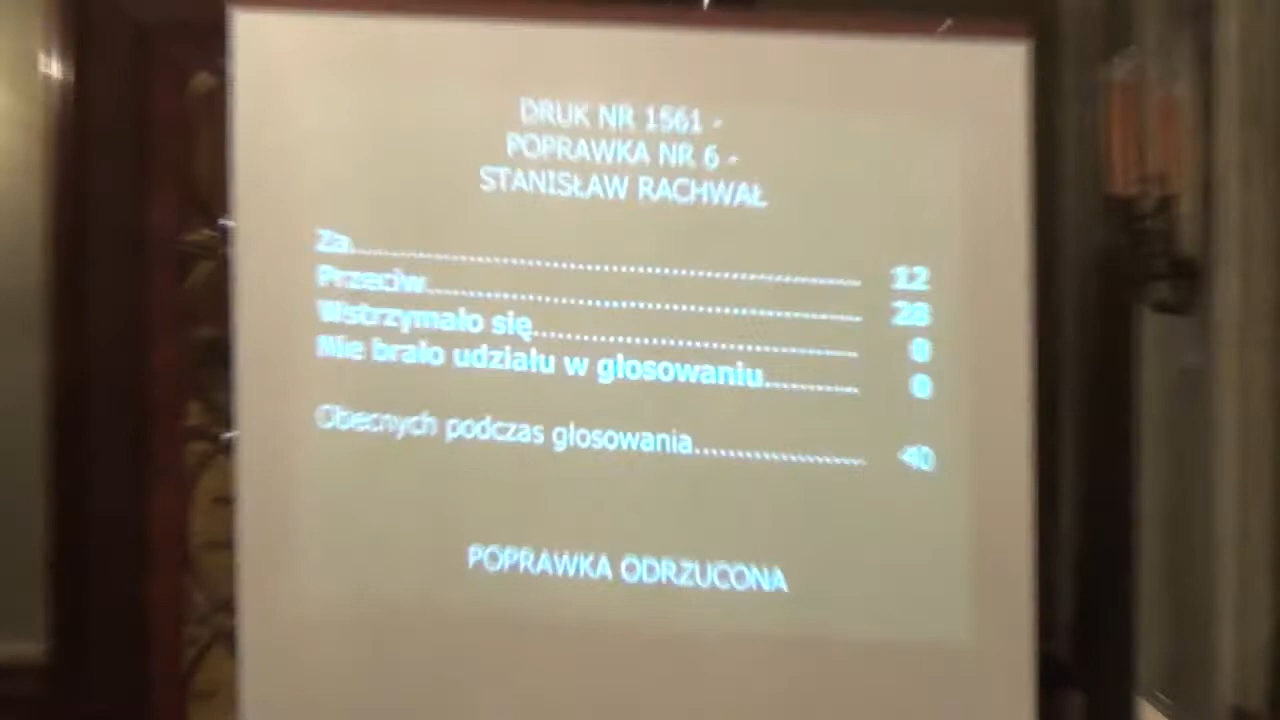 DRUK NR 1561 -
POPRAWKA NR 6 -
STANISŁAW RACHWAŁ
Za............................................................ 12
Przeciw.................................................... 28
Wstrzymało się....................................... 0
Nie brało udziału w głosowaniu........... 0
Obecnych podczas głosowania.................... 40
POPRAWKA ODRZUCONA